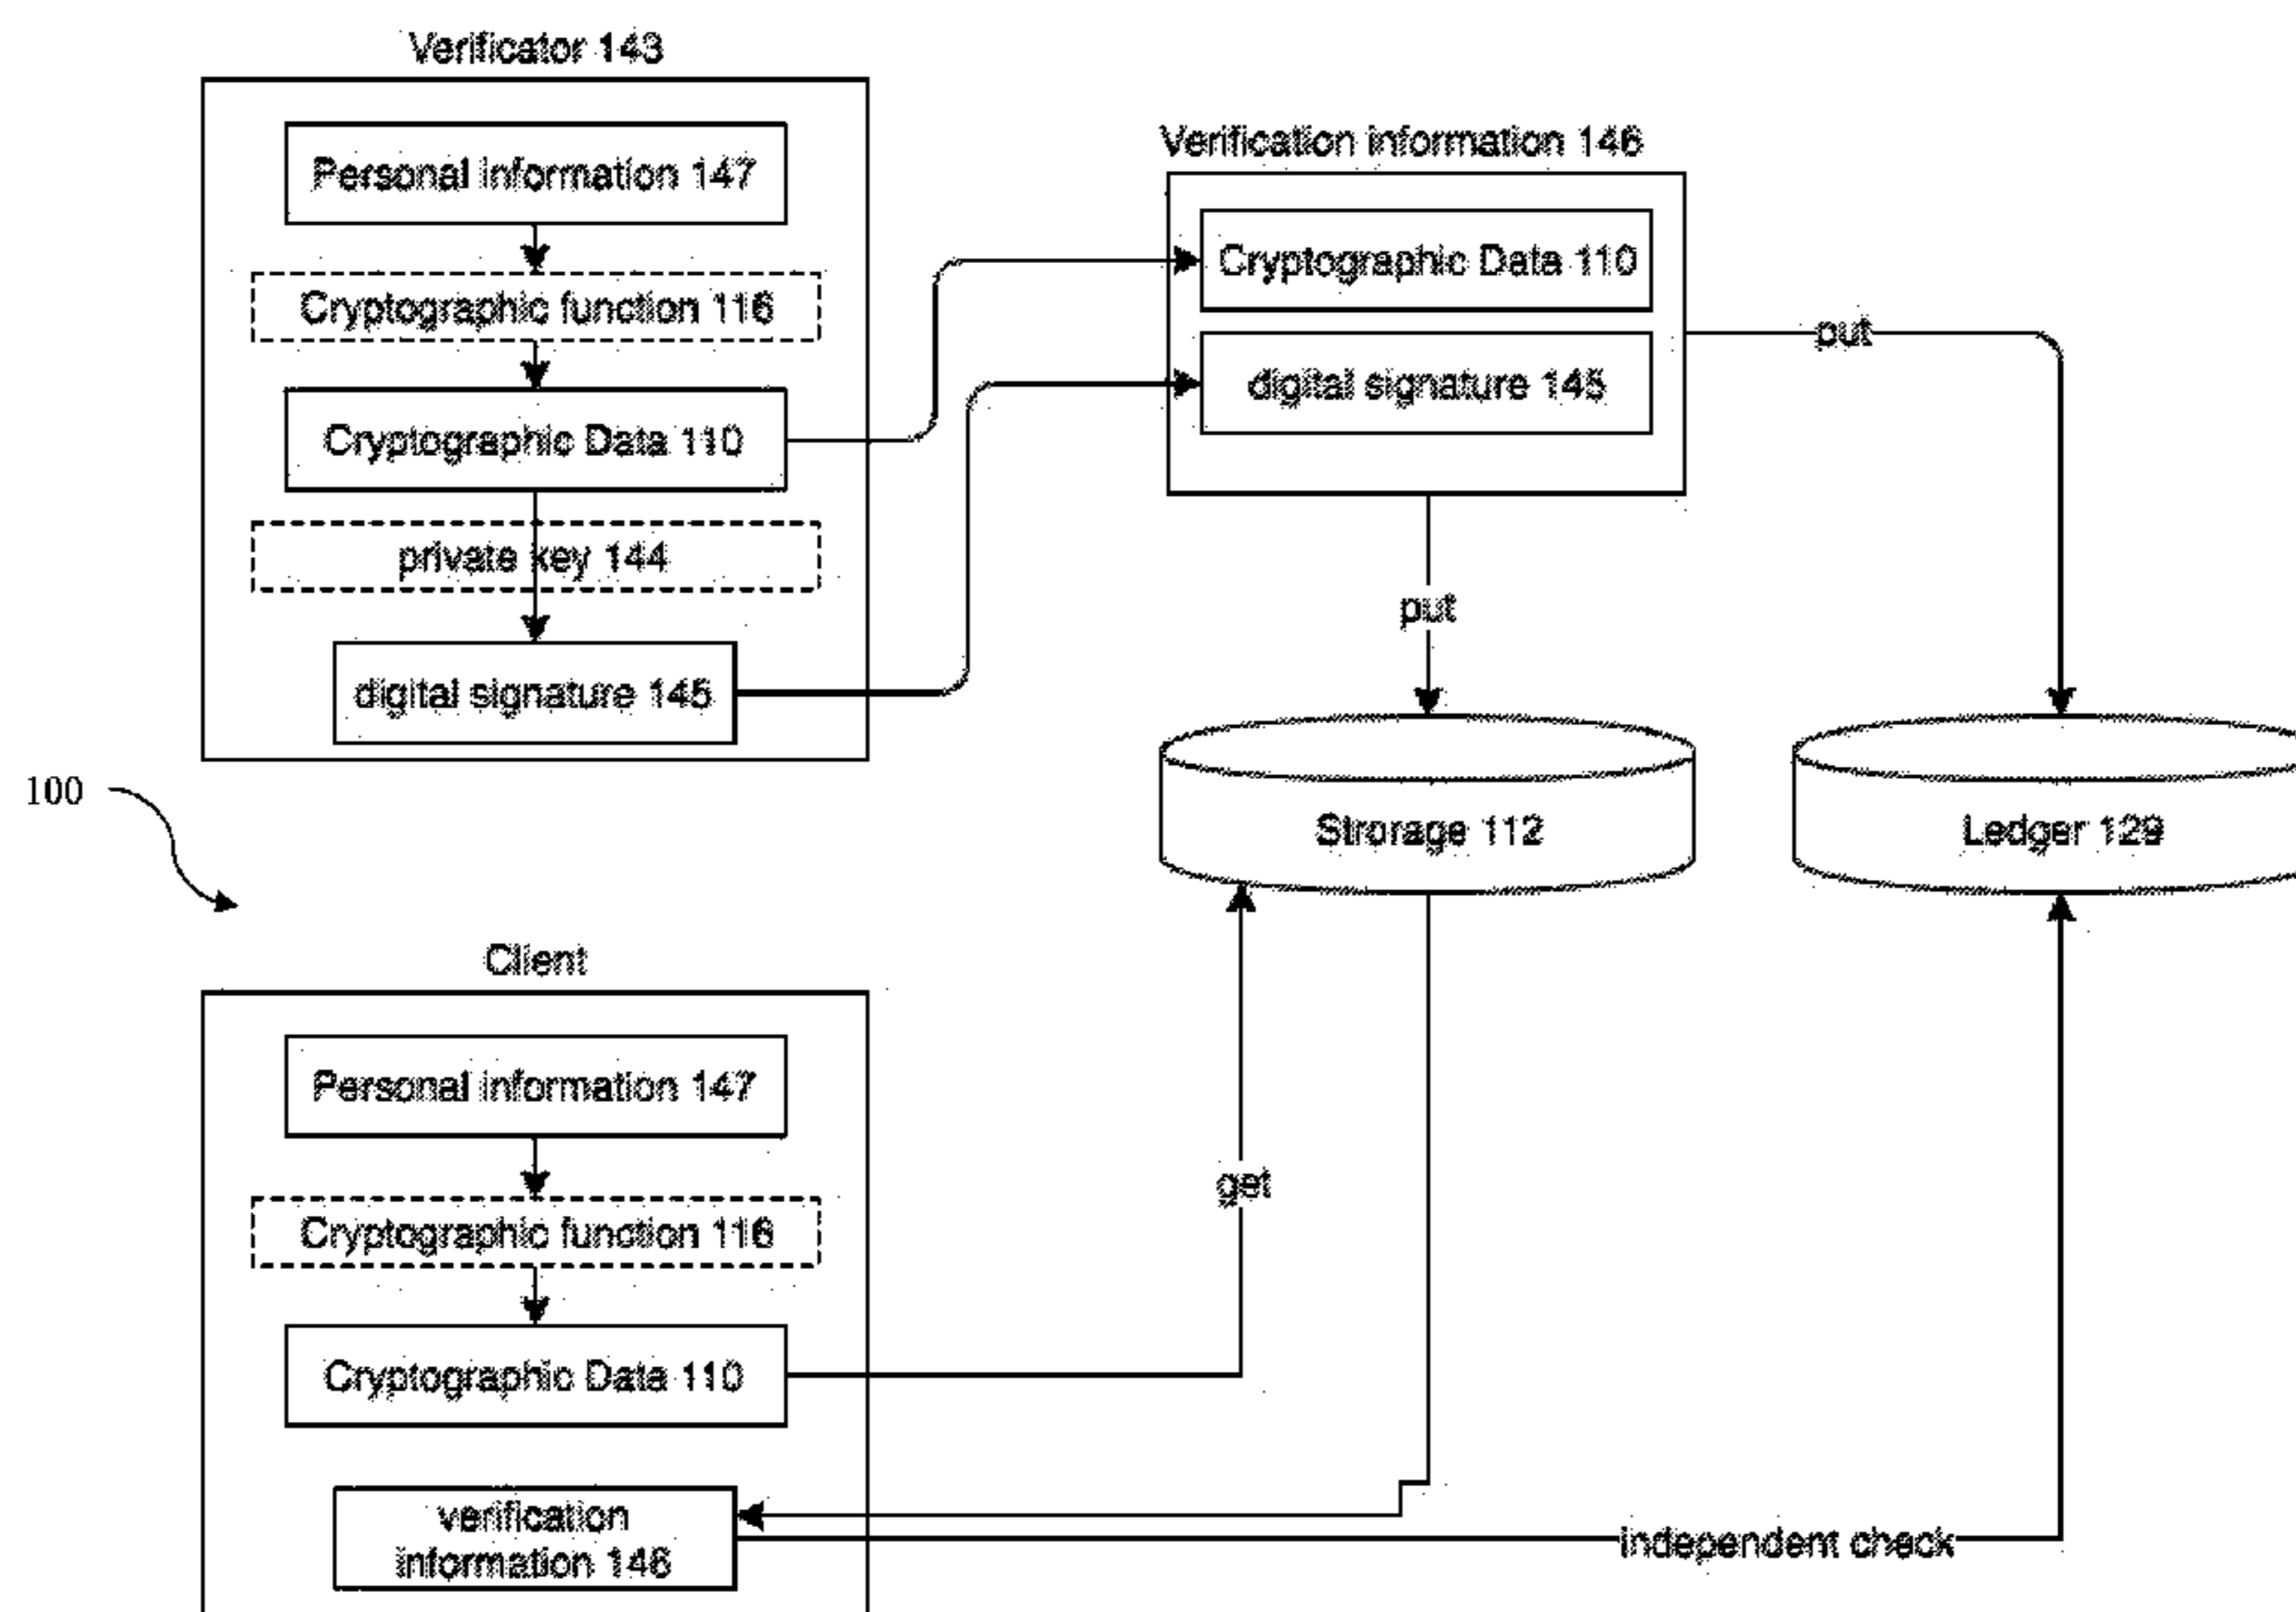 Verificator 143
Personal information 147
Cryptographic function 116
Cryptographic Data 110
private key 144
digital signature 145
Verification information 146
Cryptographic Data 110
digital signature 145
put
put
Strorage 112
Ledger 129
100
Client
Personal information 147
Cryptographic function 116
Cryptographic Data 110
verification
information 146
get
independent check